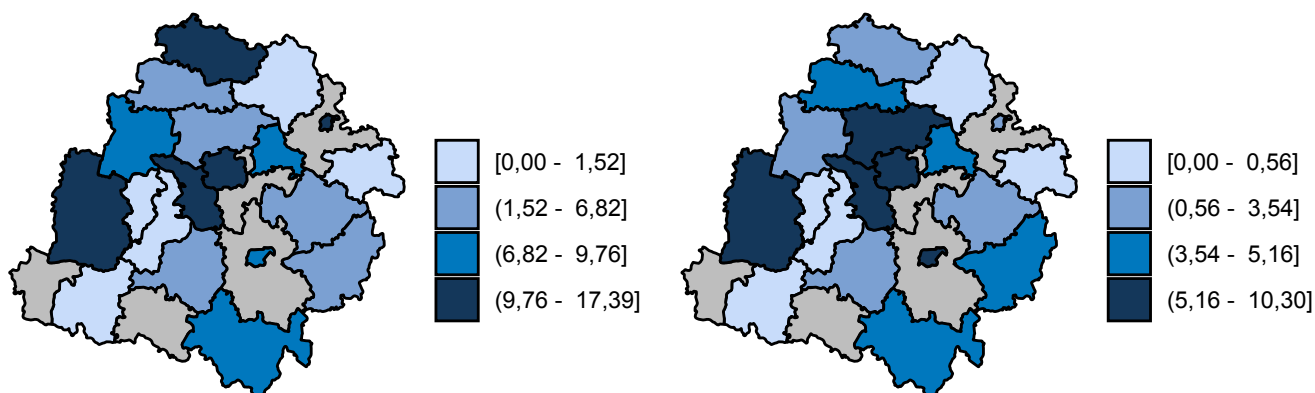 [0,00 - 1,52]
(1,52 - 6,82]
(6,82 - 9,76]
(9,76 - 17,39]
[0,00 - 0,56]
(0,56 - 3,54]
(3,54 - 5,16]
(5,16 - 10,30]